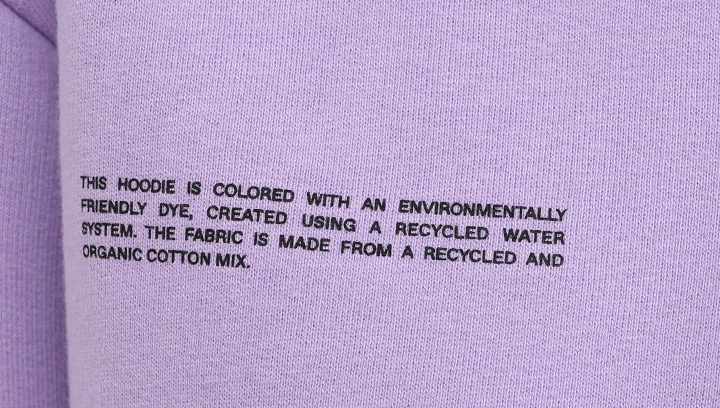 THIS HOODIE IS COLORED WITH AN ENVIRONMENTALLY
FRIENDLY DYE, CREATED USING A RECYCLED WATER
SYSTEM. THE FABRIC IS MADE FROM A RECYCLED AND
ORGANIC COTTON MIX.